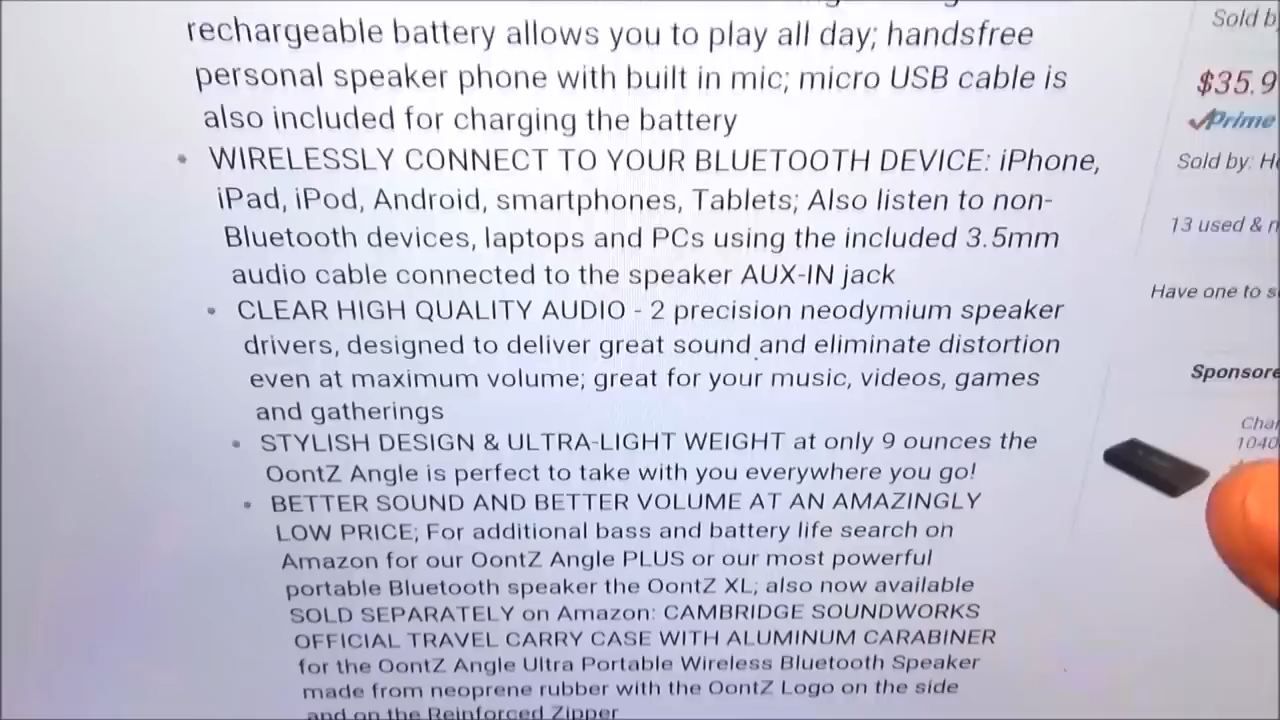 rechargeable battery allows you to play all day; handsfree
personal speaker phone with built in mic; micro USB cable is
also included for charging the battery
• WIRELESSLY CONNECT TO YOUR BLUETOOTH DEVICE: iPhone,
iPad, iPod, Android, smartphones, Tablets; Also listen to non-
Bluetooth devices, laptops and PCs using the included 3.5mm
audio cable connected to the speaker AUX-IN jack
• CLEAR HIGH QUALITY AUDIO - 2 precision neodymium speaker
drivers, designed to deliver great sound and eliminate distortion
even at maximum volume; great for your music, videos, games
and gatherings
• STYLISH DESIGN & ULTRA-LIGHT WEIGHT at only 9 ounces the
OontZ Angle is perfect to take with you everywhere you go!
• BETTER SOUND AND BETTER VOLUME AT AN AMAZINGLY
LOW PRICE; For additional bass and battery life search on
Amazon for our OontZ Angle PLUS or our most powerful
portable Bluetooth speaker the OontZ XL; also now available
SOLD SEPARATELY on Amazon: CAMBRIDGE SOUNDWORKS
OFFICIAL TRAVEL CARRY CASE WITH ALUMINUM CARABINER
for the OontZ Angle Ultra Portable Wireless Bluetooth Speaker
made from neoprene rubber with the OontZ Logo on the side
and on the Reinforced Zipper
Sold b
$35.9
Prime
Sold by: H
13 used & n
Have one to s
Sponsore
Char
1040